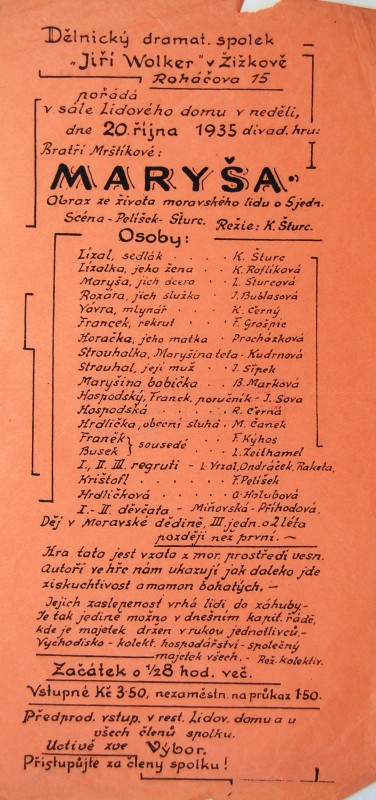 Dělnický dramat. spolek
„Jiří Wolker" v Žižkově
Roháčova 15
pořádá
v sále Lidového domu v neděli,
dne 20. října 1935 divad. hru:
Bratří Mrštíkové:
MARYŠA
Obraz ze života moravského lidu o 5 jedn.
Scéna - Pelíšek - Šturc. Režie: K. Šturc.
Osoby:
Lízal, sedlák . . . . K. Šturc
Lízalka, jeho žena . . K. Roflíková
Maryša, jich dcera . . L. Šturcová
Rozára, jich služka . . J. Bublasová
Vávra, mlynář . . . K. Černý
Francek, rekrut . . . F. Grošpic
Horačka, jeho matka . Procházková
Strouhalka, Maryšina teta - Kudrnová
Strouhal, její muž . . J. Šípek
Maryšina babička . . B. Marková
Hospodský, Franck. poručník - J. Sova
Hospodská . . . . . R. Černá
Hrdlička, obecní sluha . M. Čanek
Franěk } sousedé . . F. Kýhos
Busek } . . L. Zeithamel
I., II. III. regruti - L. Vrzal, Ondráček, Raketa.
Krištofl . . . . . F. Pelíšek
Hrdličková . . . . O. Holubová
I. - II. děvčata - Miňovská - Příhodová.
Děj v Moravské dědině, III jedn. o 2 léta
později než první. -
Hra tato jest vzata z mor. prostředí vesn.
Autoři ve hře nám ukazují jak daleko jde
ziskuchtivost a mamon bohatých. -
Jejich zaslepenost vrhá lidi do záhuby -
Je tak jedině možno v dnešním kapit. řádě,
kde je majetek držen v rukou jednotlivců. -
Východisko - kolekt. hospodářství - společný
majetek všech. - Rež. kolektiv.
Začátek o ½8 hod. več.
Vstupné Kč 3·50, nezaměstn. na průkaz 1·50.
Předprod. vstup. v rest. Lidov. domu a u
všech členů spolku.
Uctivě zve Výbor.
Přistupujte za členy spolku!